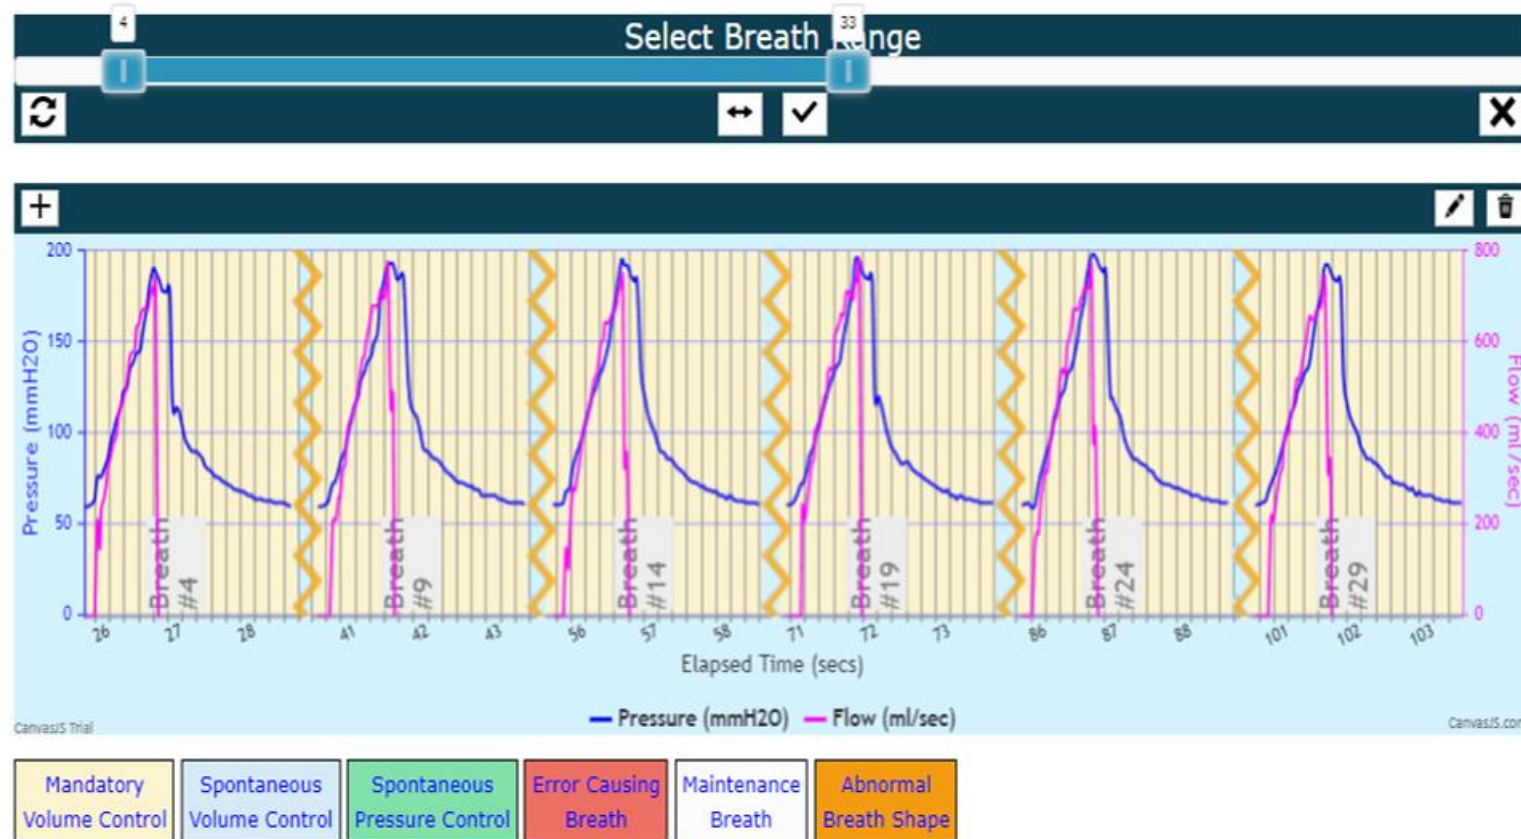 4
33
Select Breath Range
200
150
100
50
0
Pressure (mmH2O)
800
600
400
200
0
Flow (ml/sec)
Breath
#4
Breath
#9
Breath
#14
Breath
#19
Breath
#24
Breath
#29
26 27 28 41 42 43 56 57 58 71 72 73 86 87 88 101 102 103
Elapsed Time (secs)
Pressure (mmH2O) Flow (ml/sec)
CanvasJS Trial
CanvasJS.com
Mandatory
Volume Control
Spontaneous
Volume Control
Spontaneous
Pressure Control
Error Causing
Breath
Maintenance
Breath
Abnormal
Breath Shape